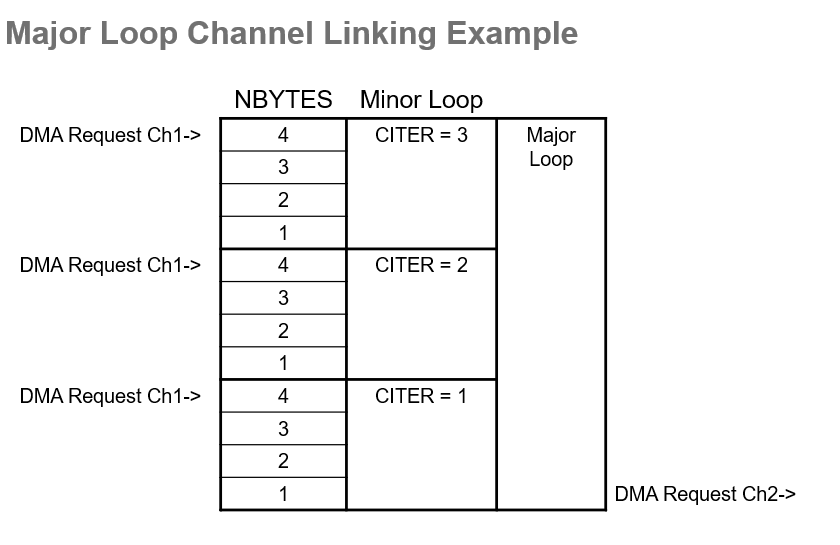 Major Loop Channel Linking Example
NBYTES Minor Loop
DMA Request Ch1-> 4 CITER = 3 Major
Loop
3
2
1
DMA Request Ch1-> 4 CITER = 2
3
2
1
DMA Request Ch1-> 4 CITER = 1
3
2
1 DMA Request Ch2->